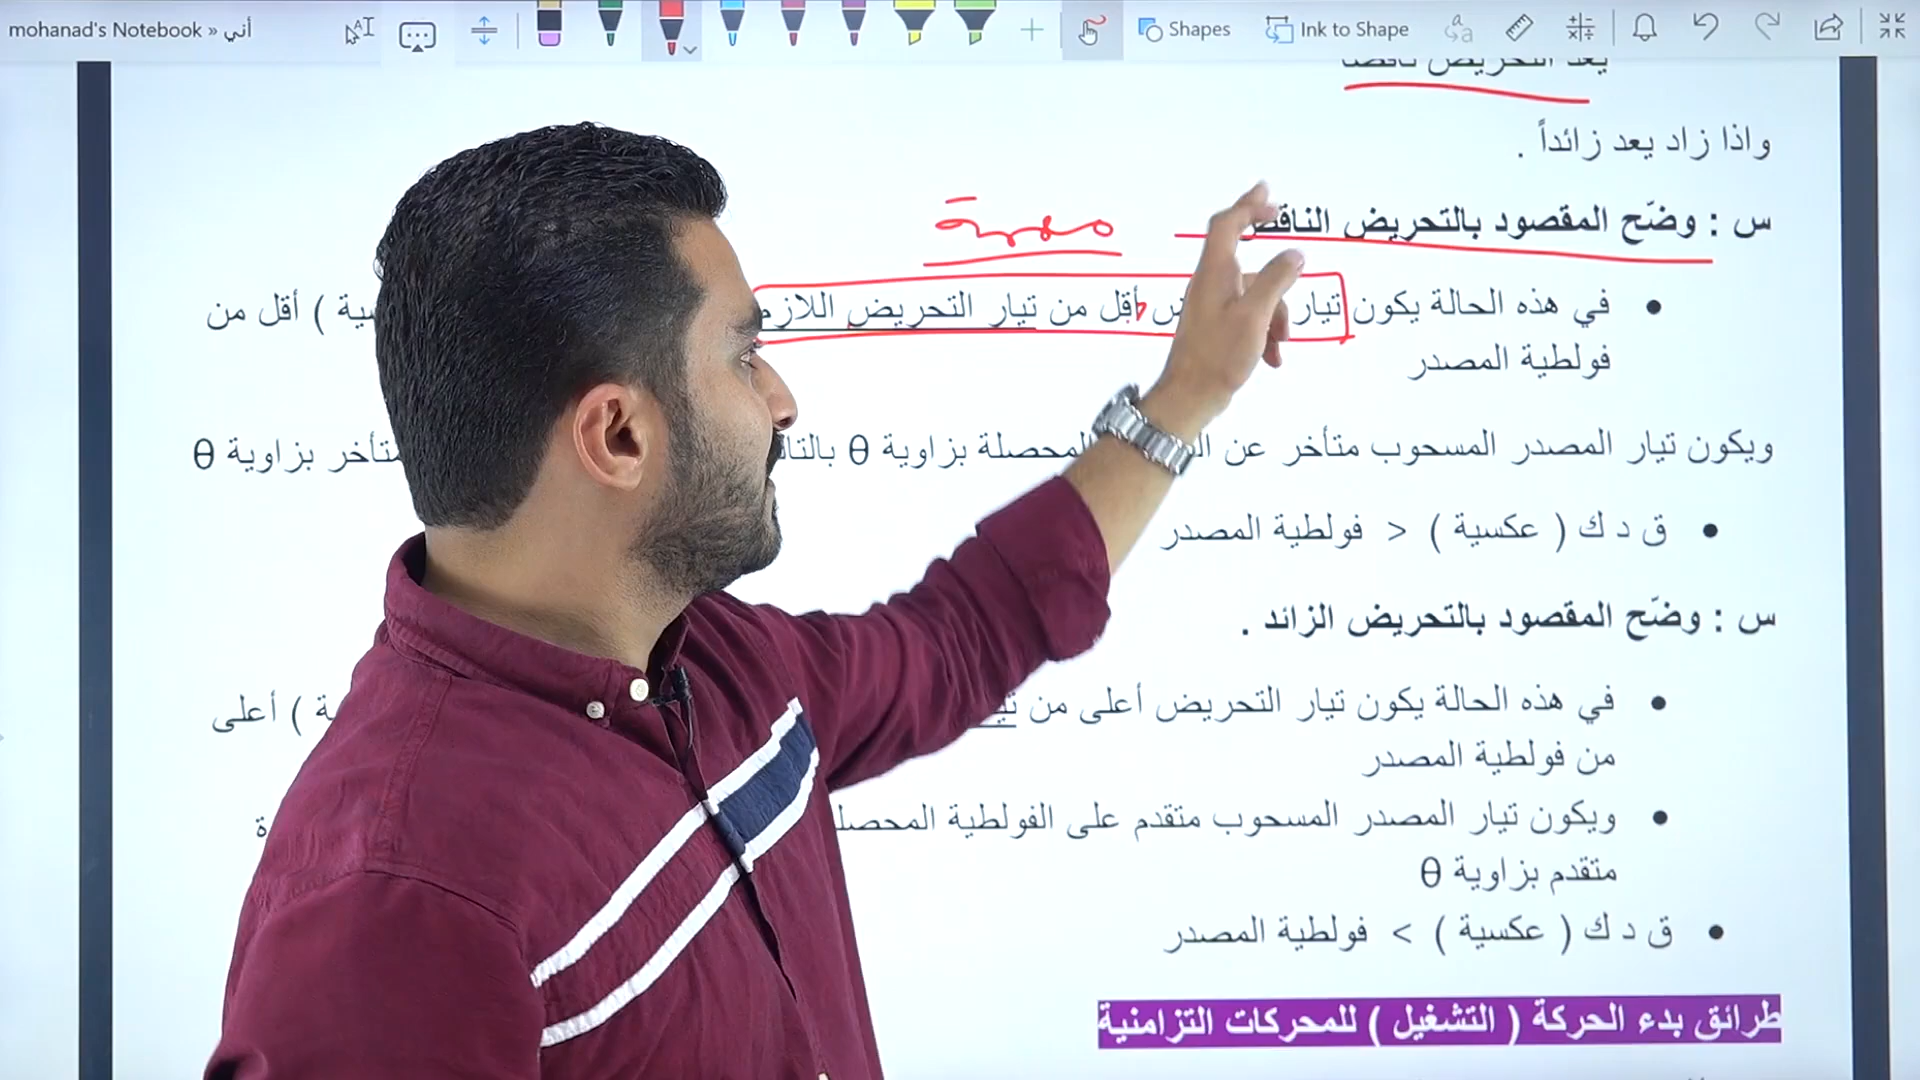 mohanad's Notebook » أني
Shapes
Ink to Shape
يعد التحريض ناقصاً
واذا زاد يعد زائداً .
س : وضّح المقصود بالتحريض الناقص
معدية
في هذه الحالة يكون تيار أقل من تيار التحريض اللازم ) أقل من
فولطية المصدر
ويكون تيار المصدر المسحوب متأخر عن المحصلة بزاوية θ متأخر بزاوية θ
ق د ك ( عكسية ) < فولطية المصدر
س : وضّح المقصود بالتحريض الزائد .
في هذه الحالة يكون تيار التحريض أعلى من ) أعلى
من فولطية المصدر
ويكون تيار المصدر المسحوب متقدم على الفولطية
متقدم بزاوية θ
ق د ك ( عكسية ) > فولطية المصدر
طرائق بدء الحركة ( التشغيل ) للمحركات التزامنية